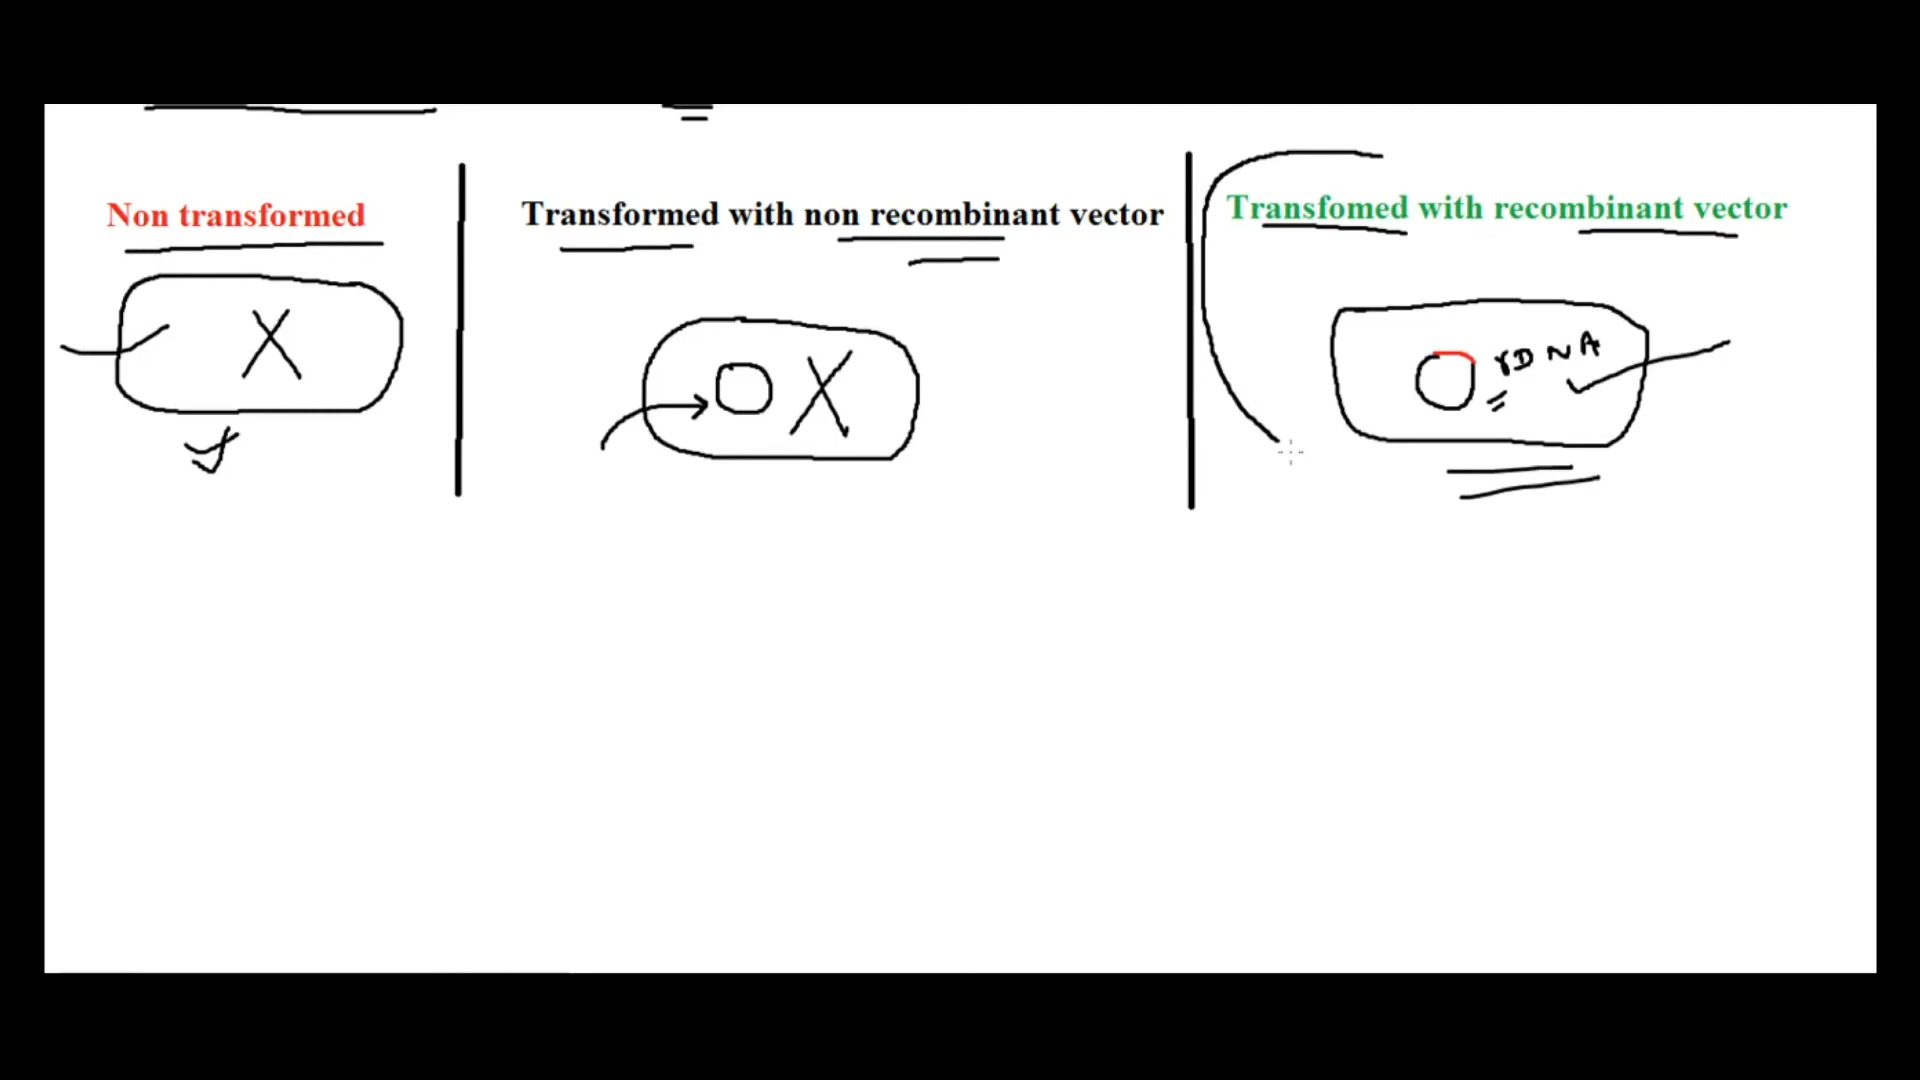 Non transformed
Transformed with non recombinant vector
Transfomed with recombinant vector
rDNA